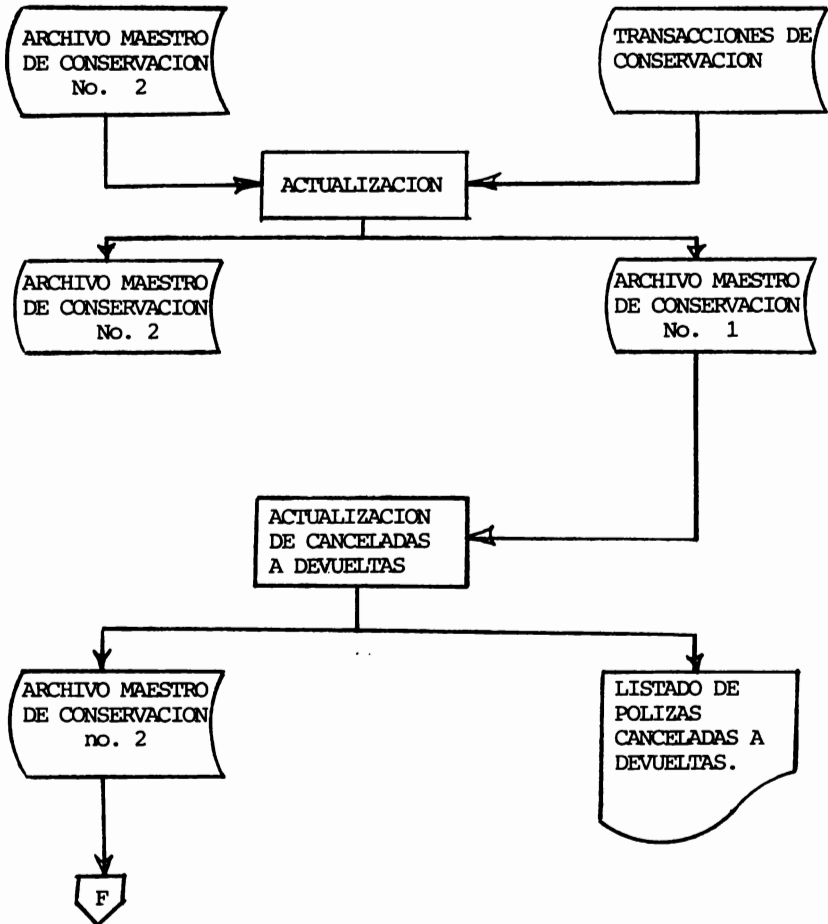 ARCHIVO MAESTRO
DE CONSERVACION
No. 2
TRANSACCIONES DE
CONSERVACION
ACTUALIZACION
ARCHIVO MAESTRO
DE CONSERVACION
No. 2
ARCHIVO MAESTRO
DE CONSERVACION
No. 1
ACTUALIZACION
DE CANCELADAS
A DEVUELTAS
ARCHIVO MAESTRO
DE CONSERVACION
no. 2
LISTADO DE
POLIZAS
CANCELADAS A
DEVUELTAS.
F